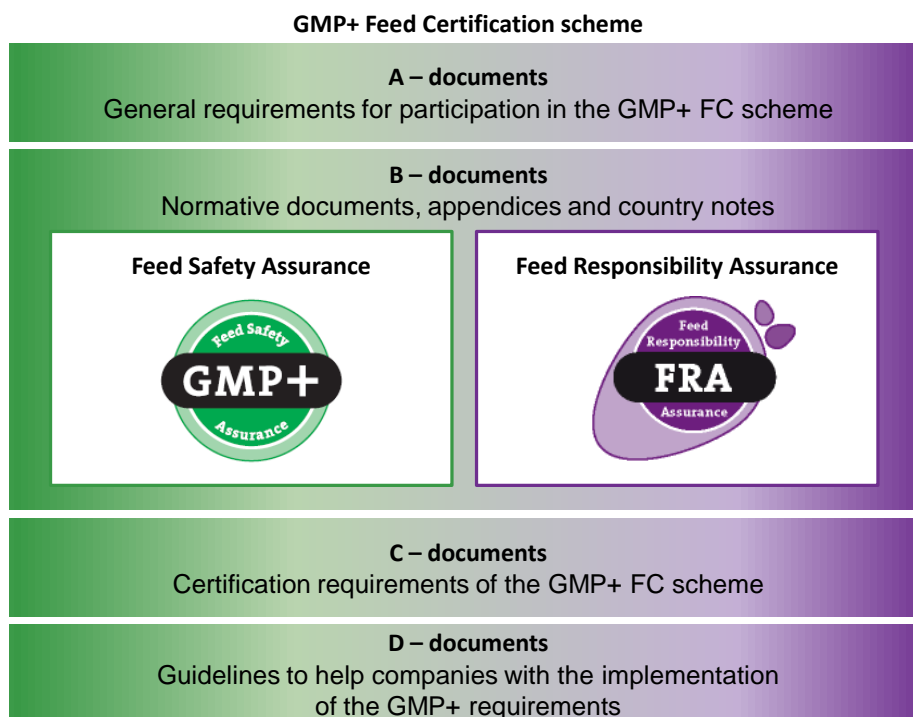 GMP+ Feed Certification scheme
A – documents
General requirements for participation in the GMP+ FC scheme
B – documents
Normative documents, appendices and country notes
Feed Safety Assurance
Feed Safety
GMP+
Assurance
Feed Responsibility Assurance
Feed
Responsibility
FRA
Assurance
C – documents
Certification requirements of the GMP+ FC scheme
D – documents
Guidelines to help companies with the implementation
of the GMP+ requirements